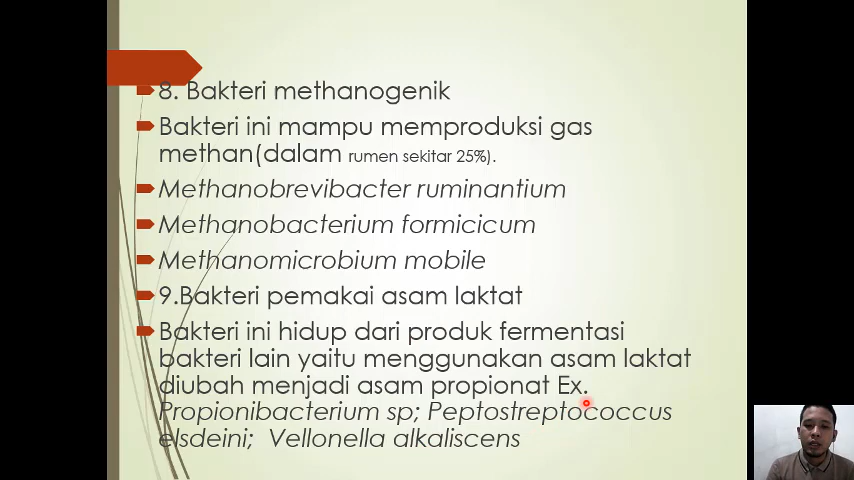 8. Bakteri methanogenik
Bakteri ini mampu memproduksi gas
methan(dalam rumen sekitar 25%).
Methanobrevibacter ruminantium
Methanobacterium formicicum
Methanomicrobium mobile
9.Bakteri pemakai asam laktat
Bakteri ini hidup dari produk fermentasi
bakteri lain yaitu menggunakan asam laktat
diubah menjadi asam propionat Ex.
Propionibacterium sp; Peptostreptococcus
elsdeini; Vellonella alkaliscens